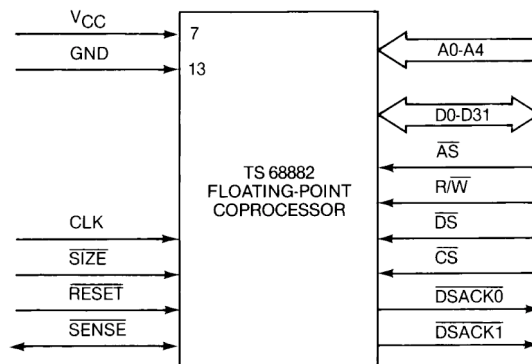 VCC
7
GND
13
A0-A4
D0-D31
TS 68882
FLOATING-POINT
COPROCESSOR
AS
R/W
DS
CS
CLK
SIZE
RESET
SENSE
DSACK0
DSACK1